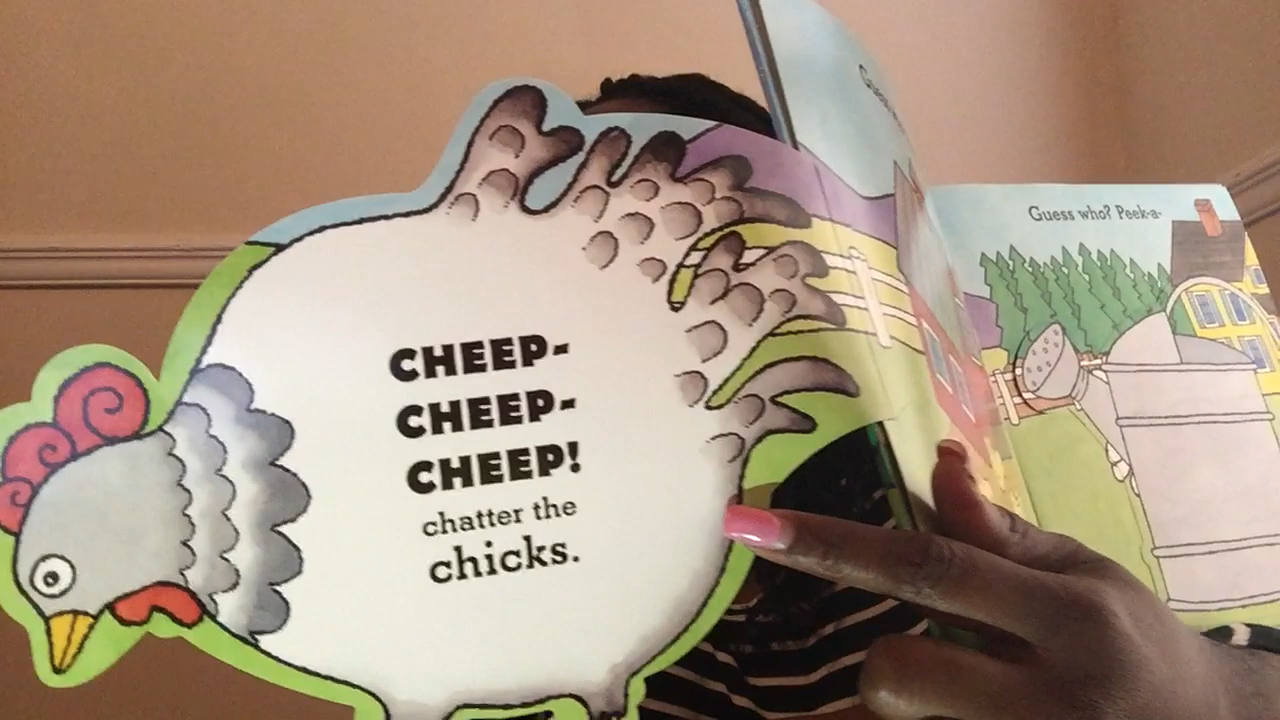 CHEEP-
CHEEP-
CHEEP!
chatter the
chicks.
Guess who? Peek-a-